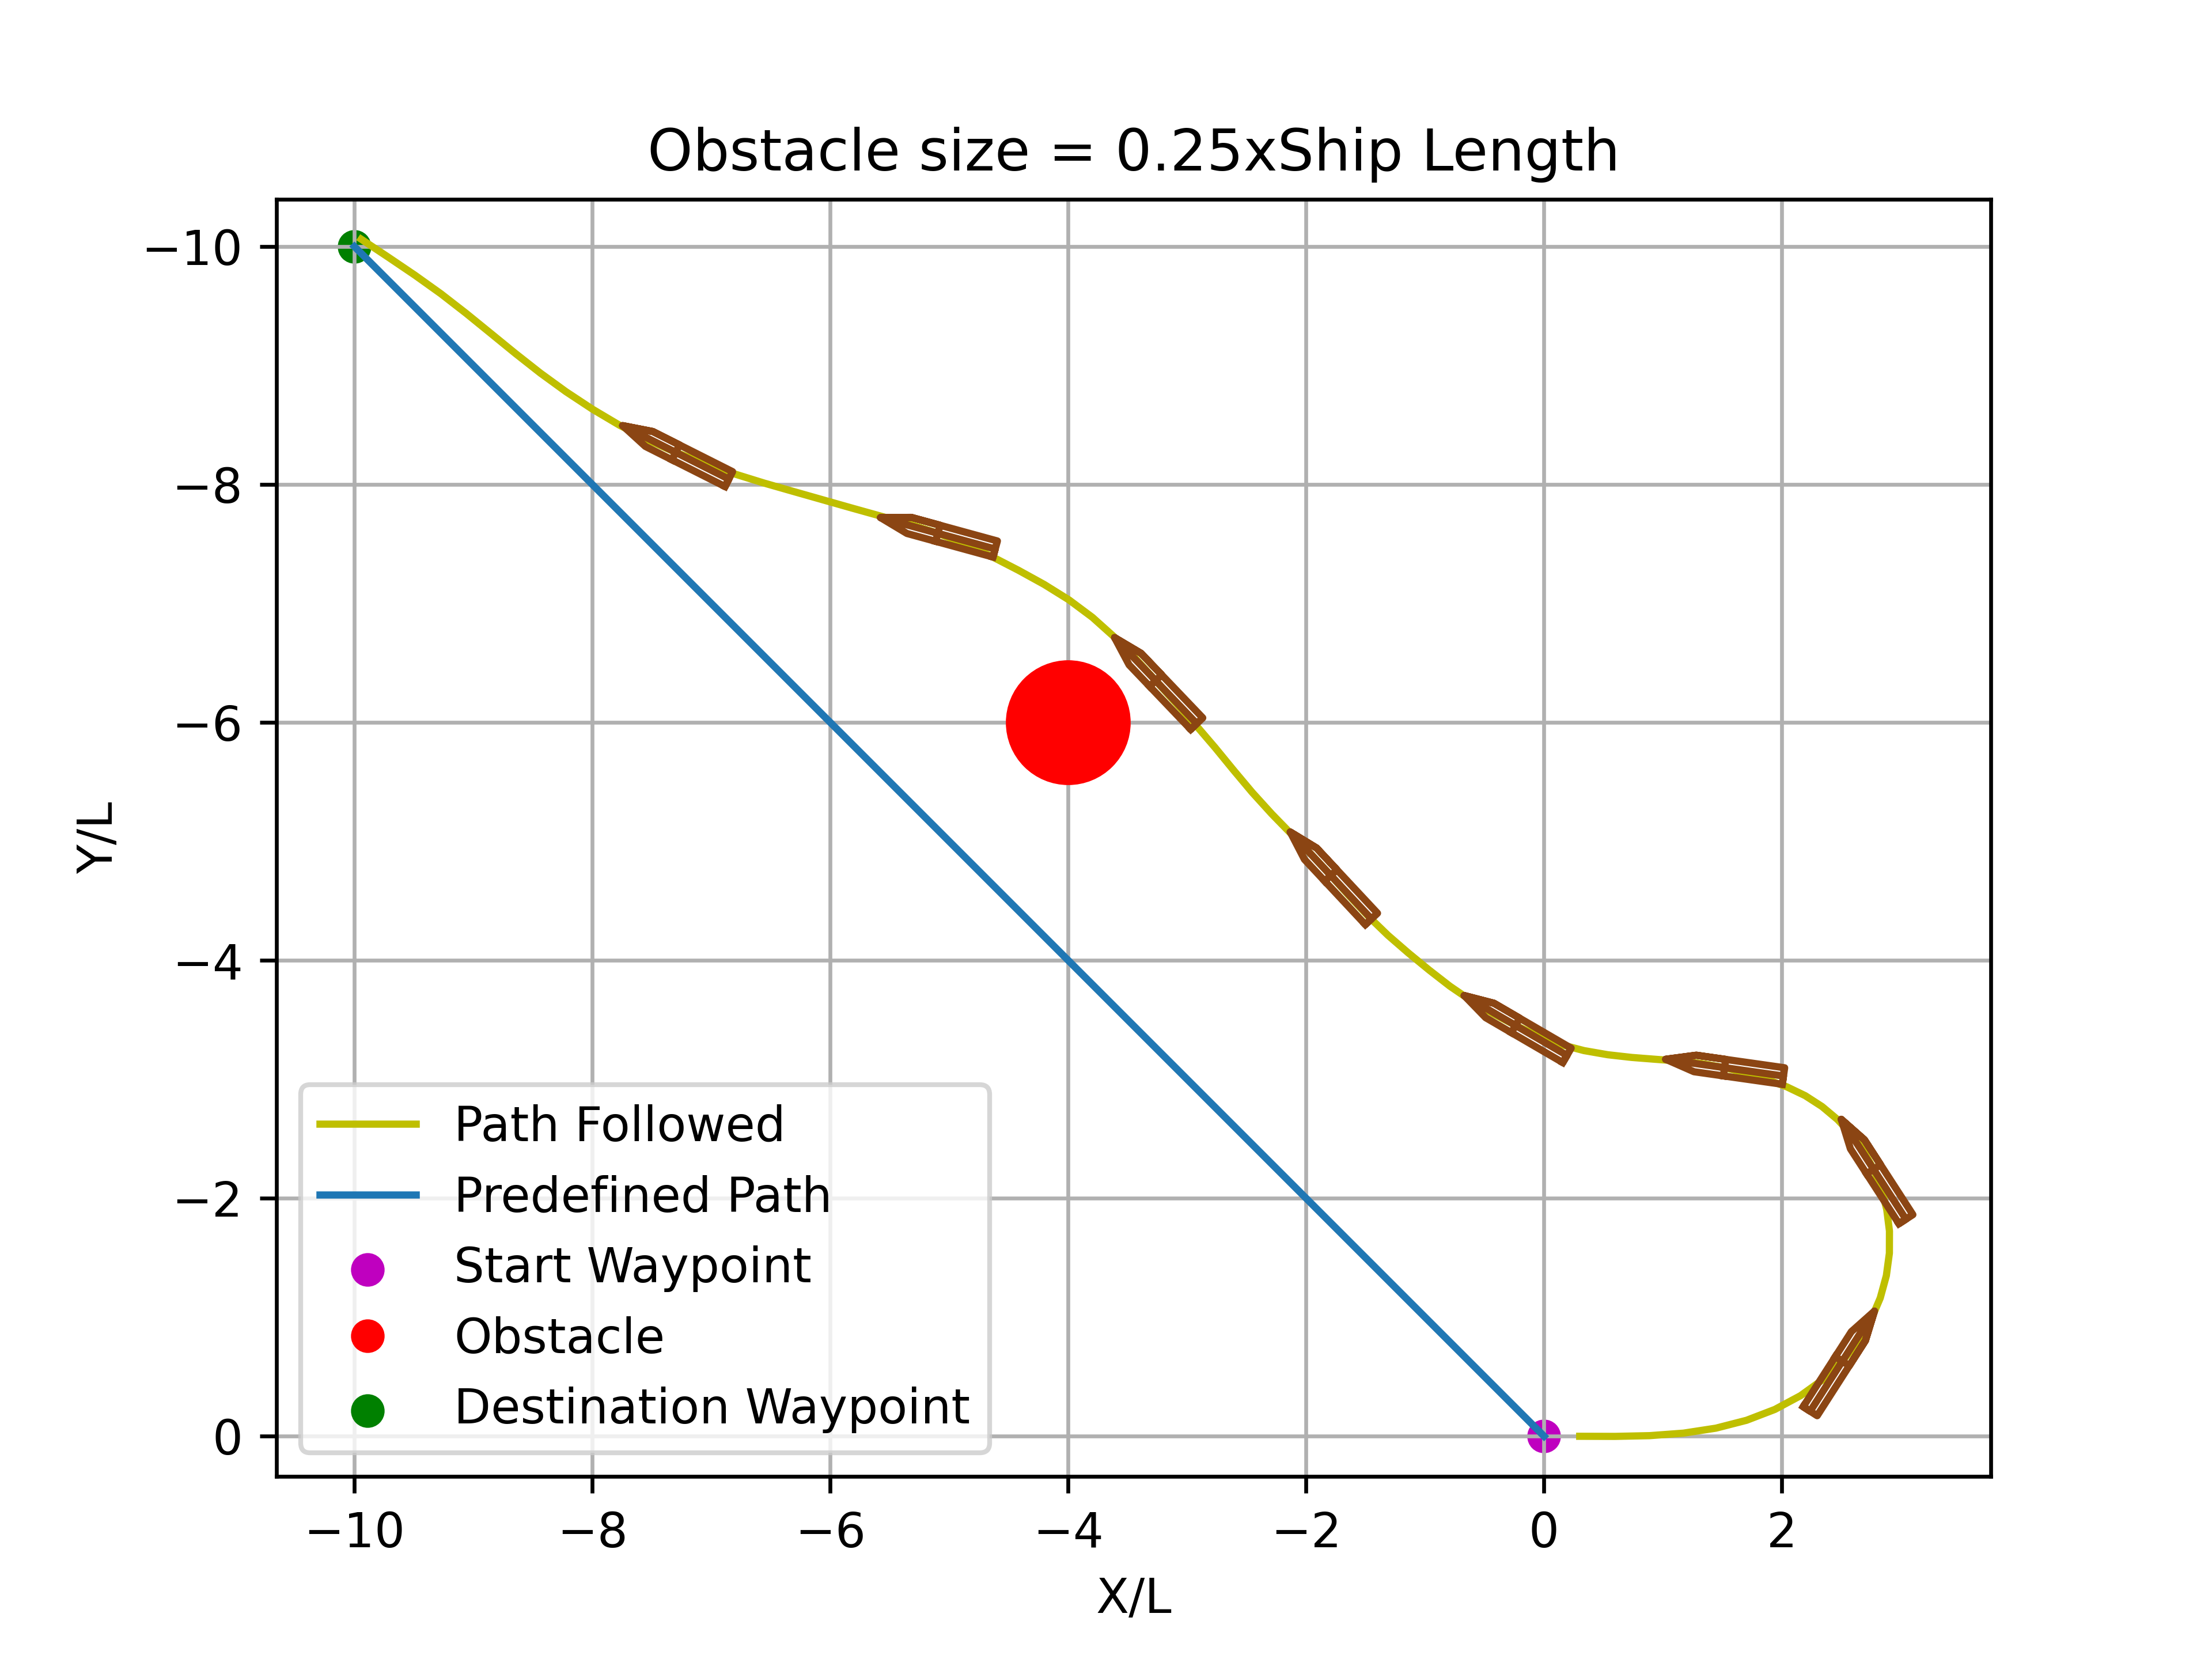 Obstacle size = 0.25xShip Length
−10
−8
−6
−4
−2
0
Y/L
Path Followed
Predefined Path
Start Waypoint
Obstacle
Destination Waypoint
−10 −8 −6 −4 −2 0 2
X/L